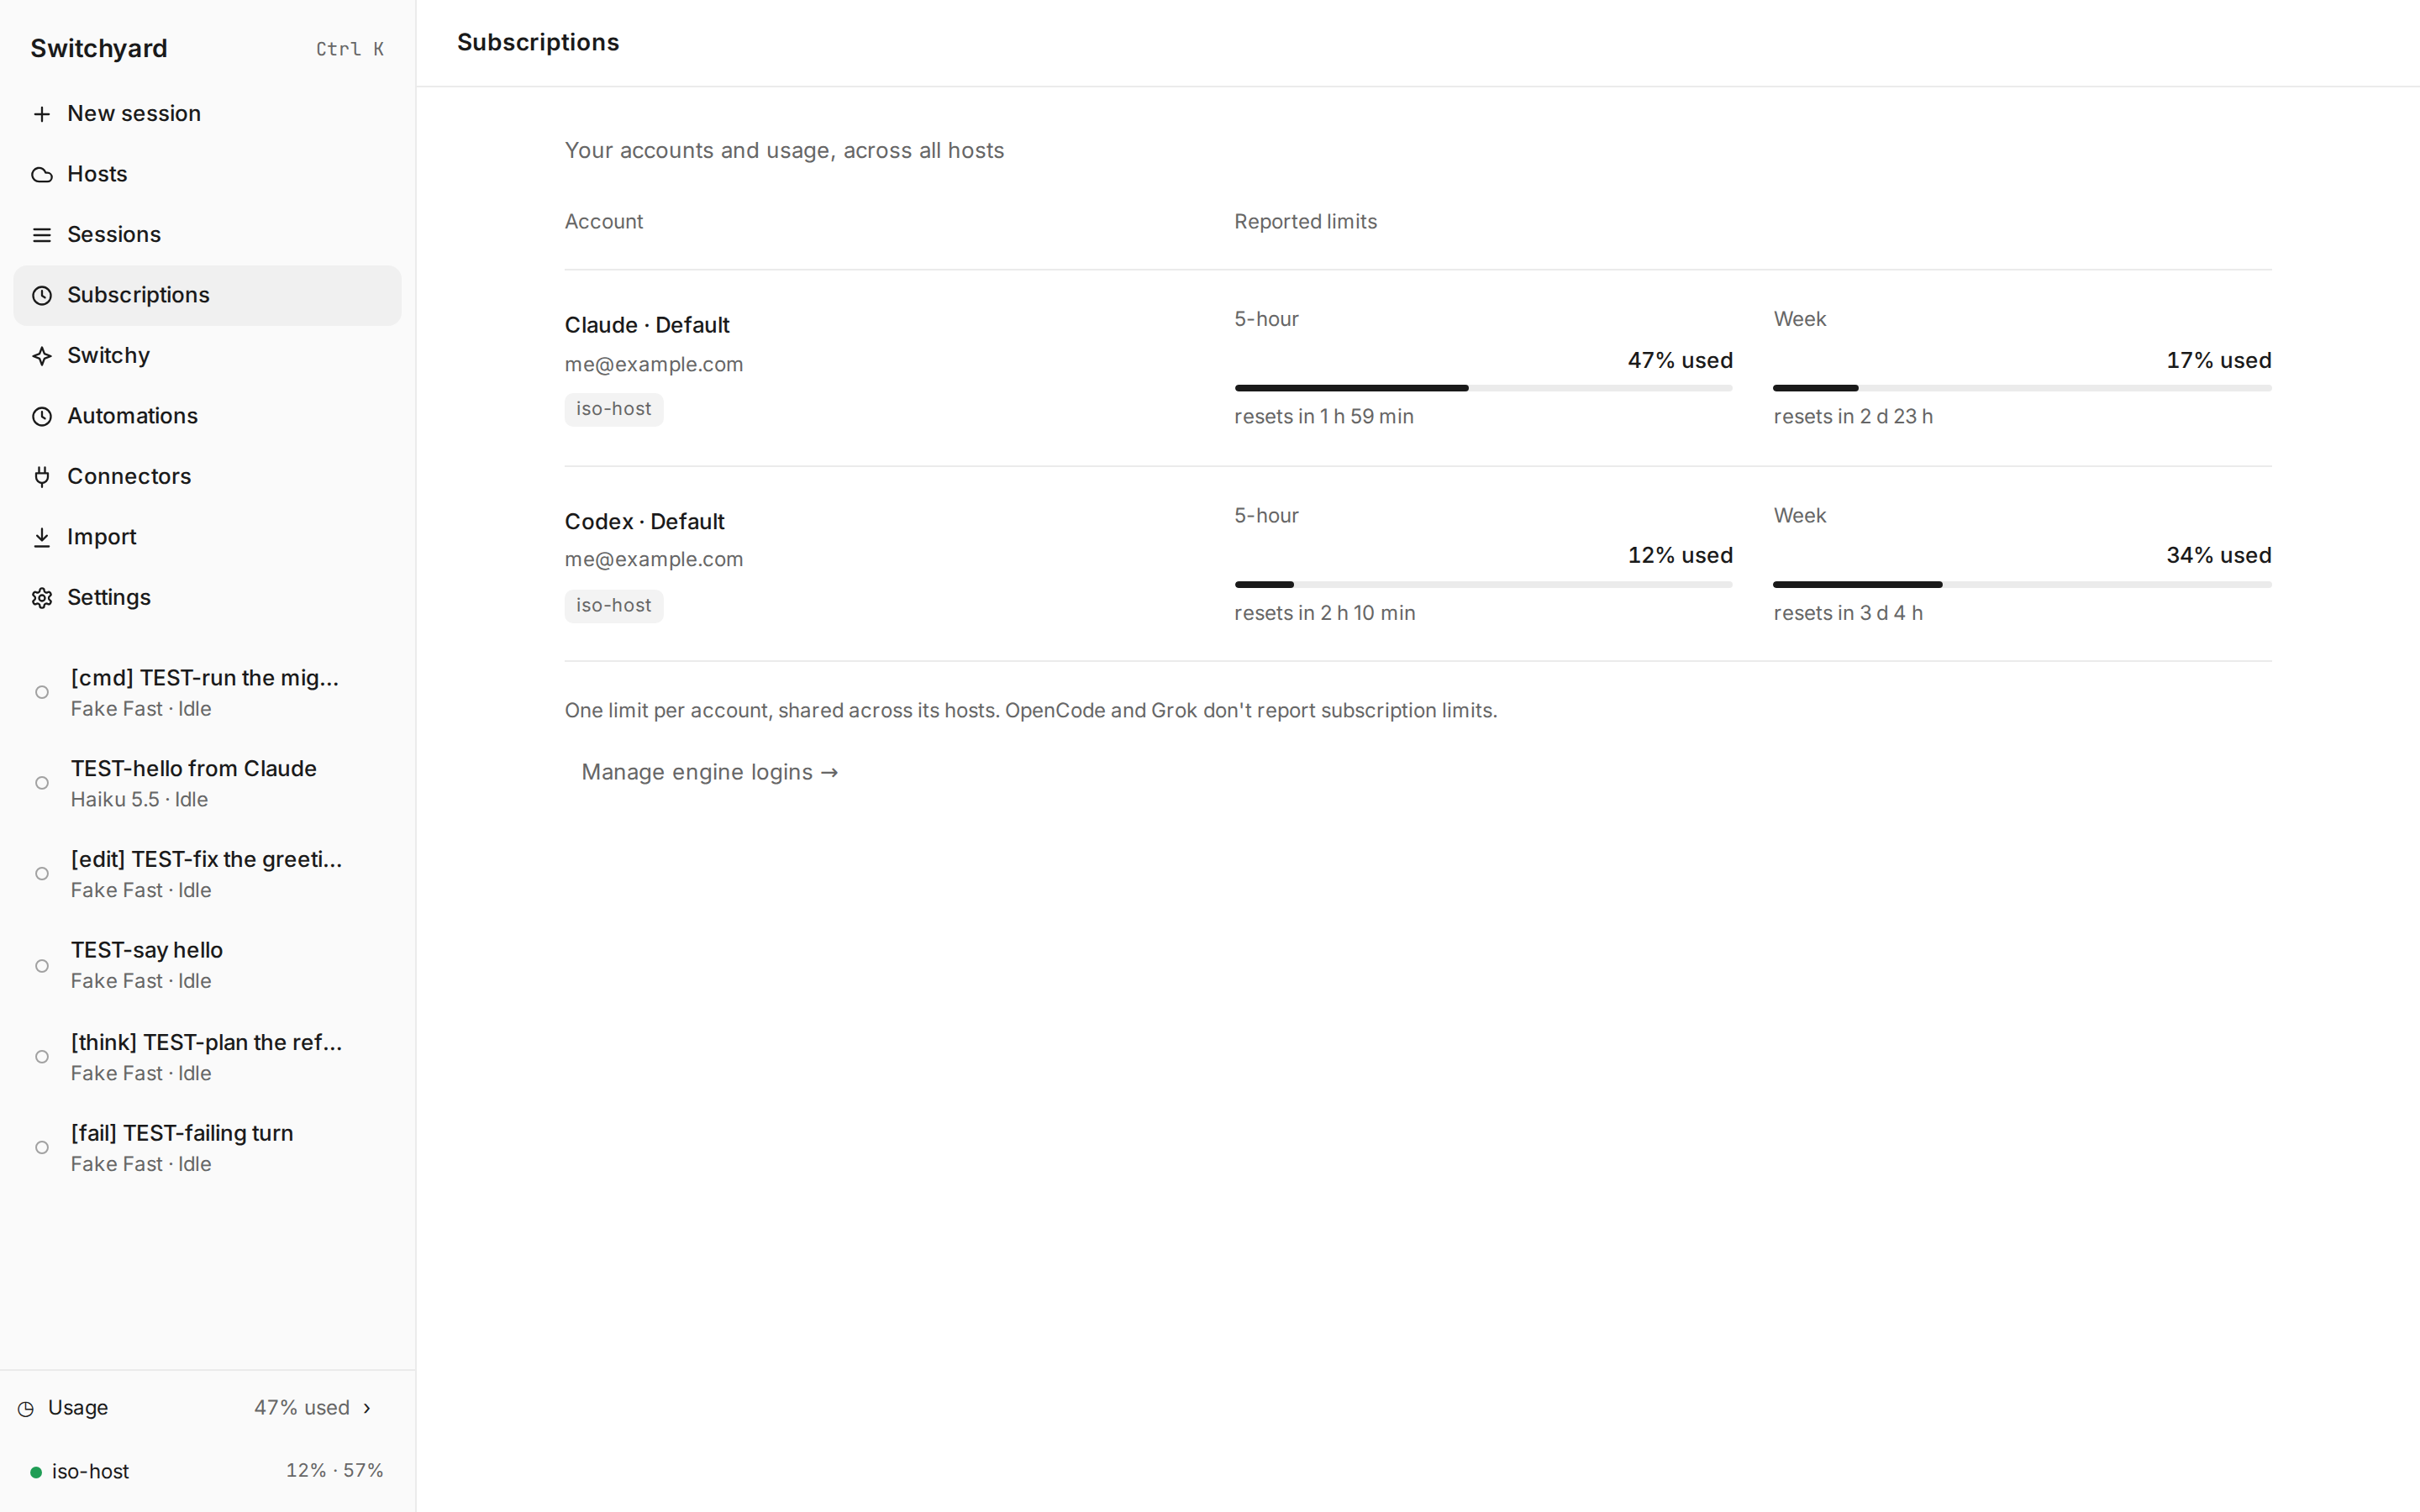 Switchyard
Ctrl K
New session
Hosts
Sessions
Subscriptions
Switchy
Automations
Connectors
Import
Settings
[cmd] TEST-run the mig...
Fake Fast · Idle
TEST-hello from Claude
Haiku 5.5 · Idle
[edit] TEST-fix the greeti...
Fake Fast · Idle
TEST-say hello
Fake Fast · Idle
[think] TEST-plan the ref...
Fake Fast · Idle
[fail] TEST-failing turn
Fake Fast · Idle
Usage
47% used ›
iso-host
12% · 57%
Subscriptions
Your accounts and usage, across all hosts
Account
Reported limits
Claude · Default
me@example.com
iso-host
5-hour
47% used
resets in 1 h 59 min
Week
17% used
resets in 2 d 23 h
Codex · Default
me@example.com
iso-host
5-hour
12% used
resets in 2 h 10 min
Week
34% used
resets in 3 d 4 h
One limit per account, shared across its hosts. OpenCode and Grok don't report subscription limits.
Manage engine logins →